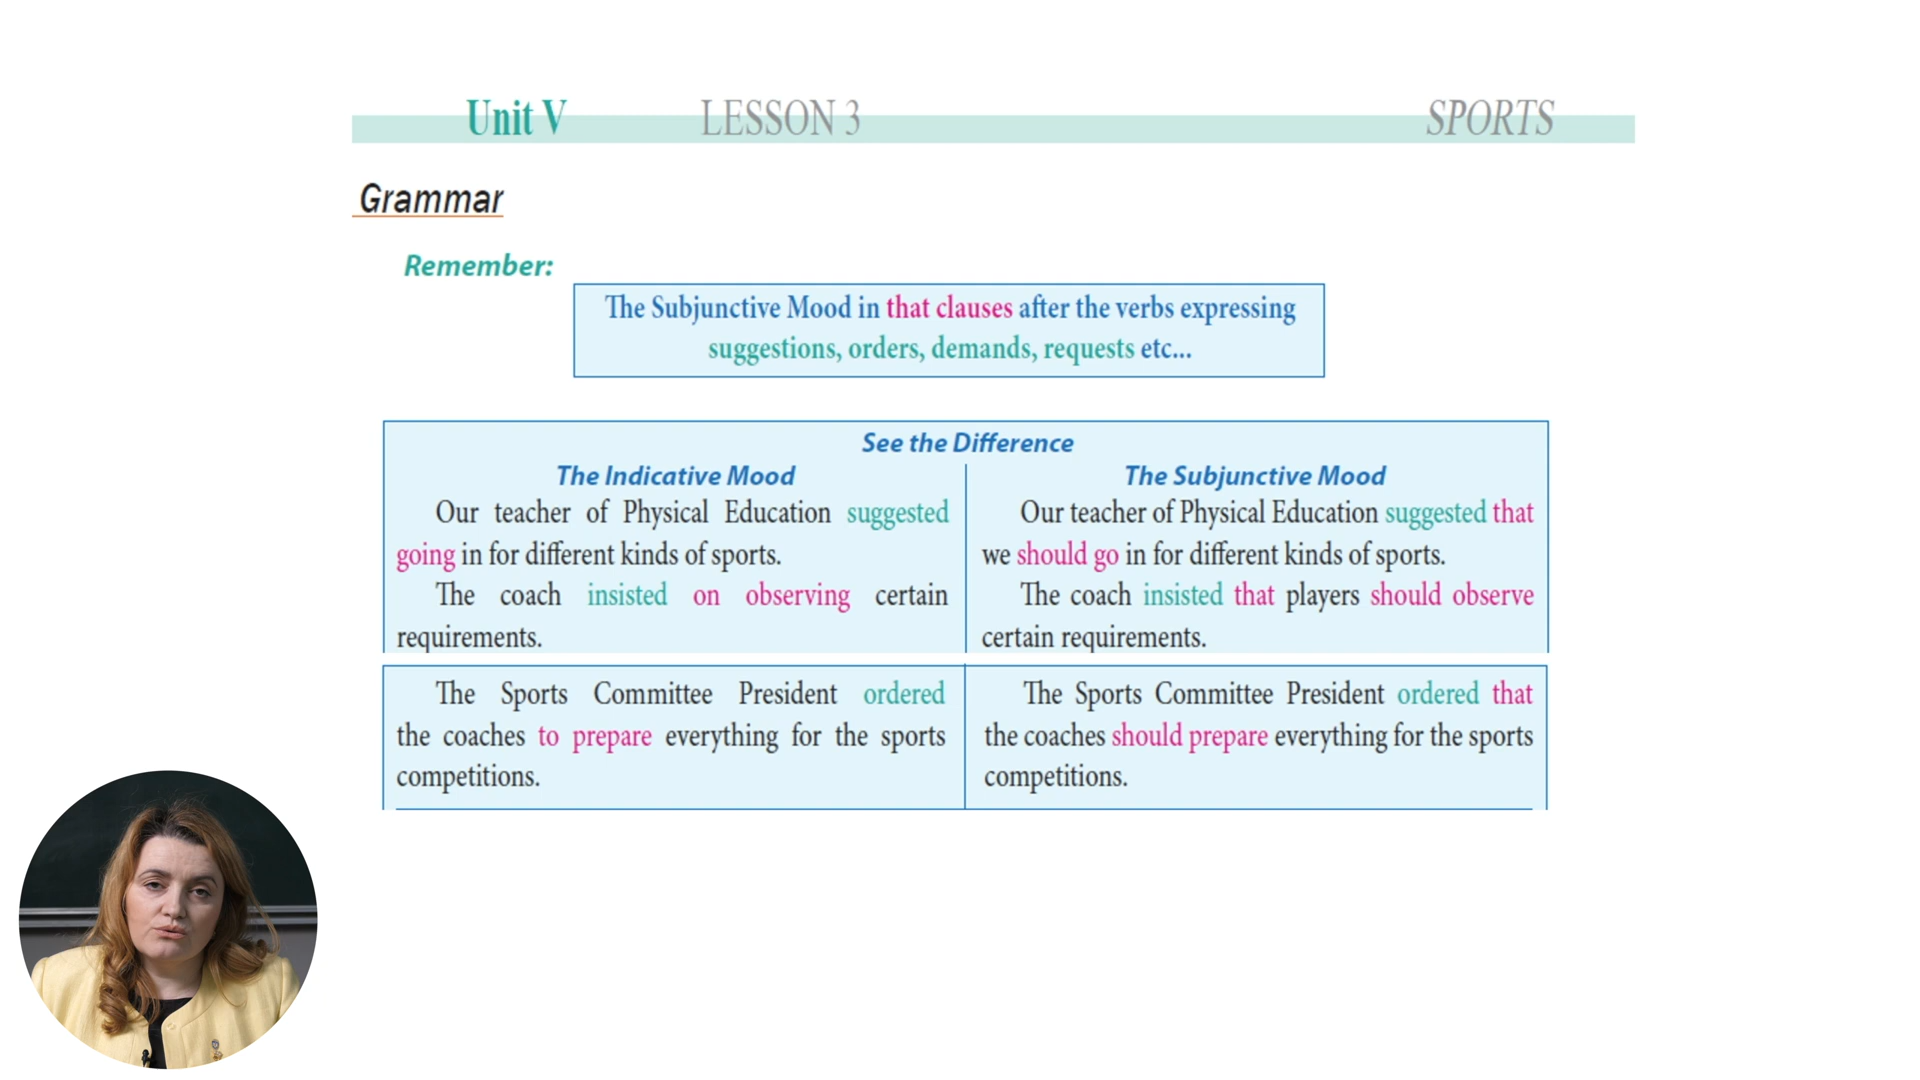 Unit V LESSON 3 SPORTS
Grammar
Remember:
The Subjunctive Mood in that clauses after the verbs expressing
suggestions, orders, demands, requests etc...
See the Difference
The Indicative Mood
Our teacher of Physical Education suggested
going in for different kinds of sports.
The coach insisted on observing certain
requirements.
The Subjunctive Mood
Our teacher of Physical Education suggested that
we should go in for different kinds of sports.
The coach insisted that players should observe
certain requirements.
The Sports Committee President ordered
the coaches to prepare everything for the sports
competitions.
The Sports Committee President ordered that
the coaches should prepare everything for the sports
competitions.